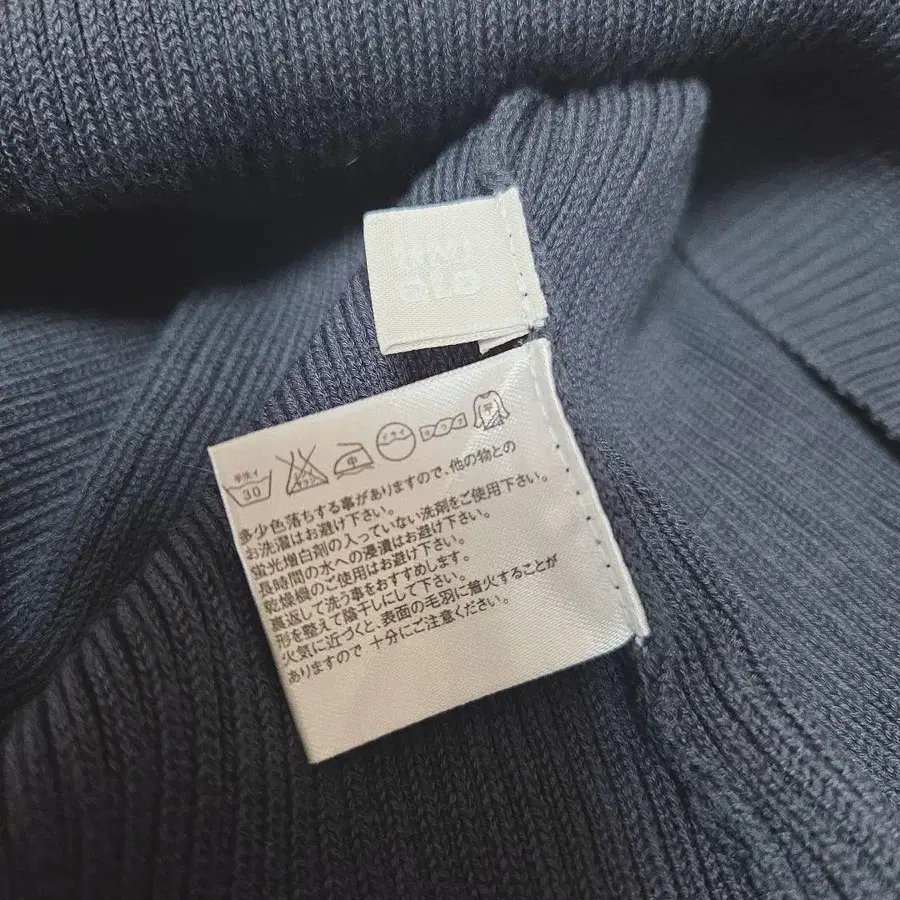 手洗イ
30
エンソ
サラシ
中
ドライ
平
多少色落ちする事がありますので、他の物との
お洗濯はお避け下さい。
蛍光増白剤の入っていない洗剤をご使用下さい。
長時間の水への浸漬はお避け下さい。
乾燥機のご使用はお避け下さい。
裏返しで洗う事をおすすめします。
形を整えて陰干しにして下さい。
火気に近づくと、表面の毛羽に着火することが
ありますので 十分にご注意ください。